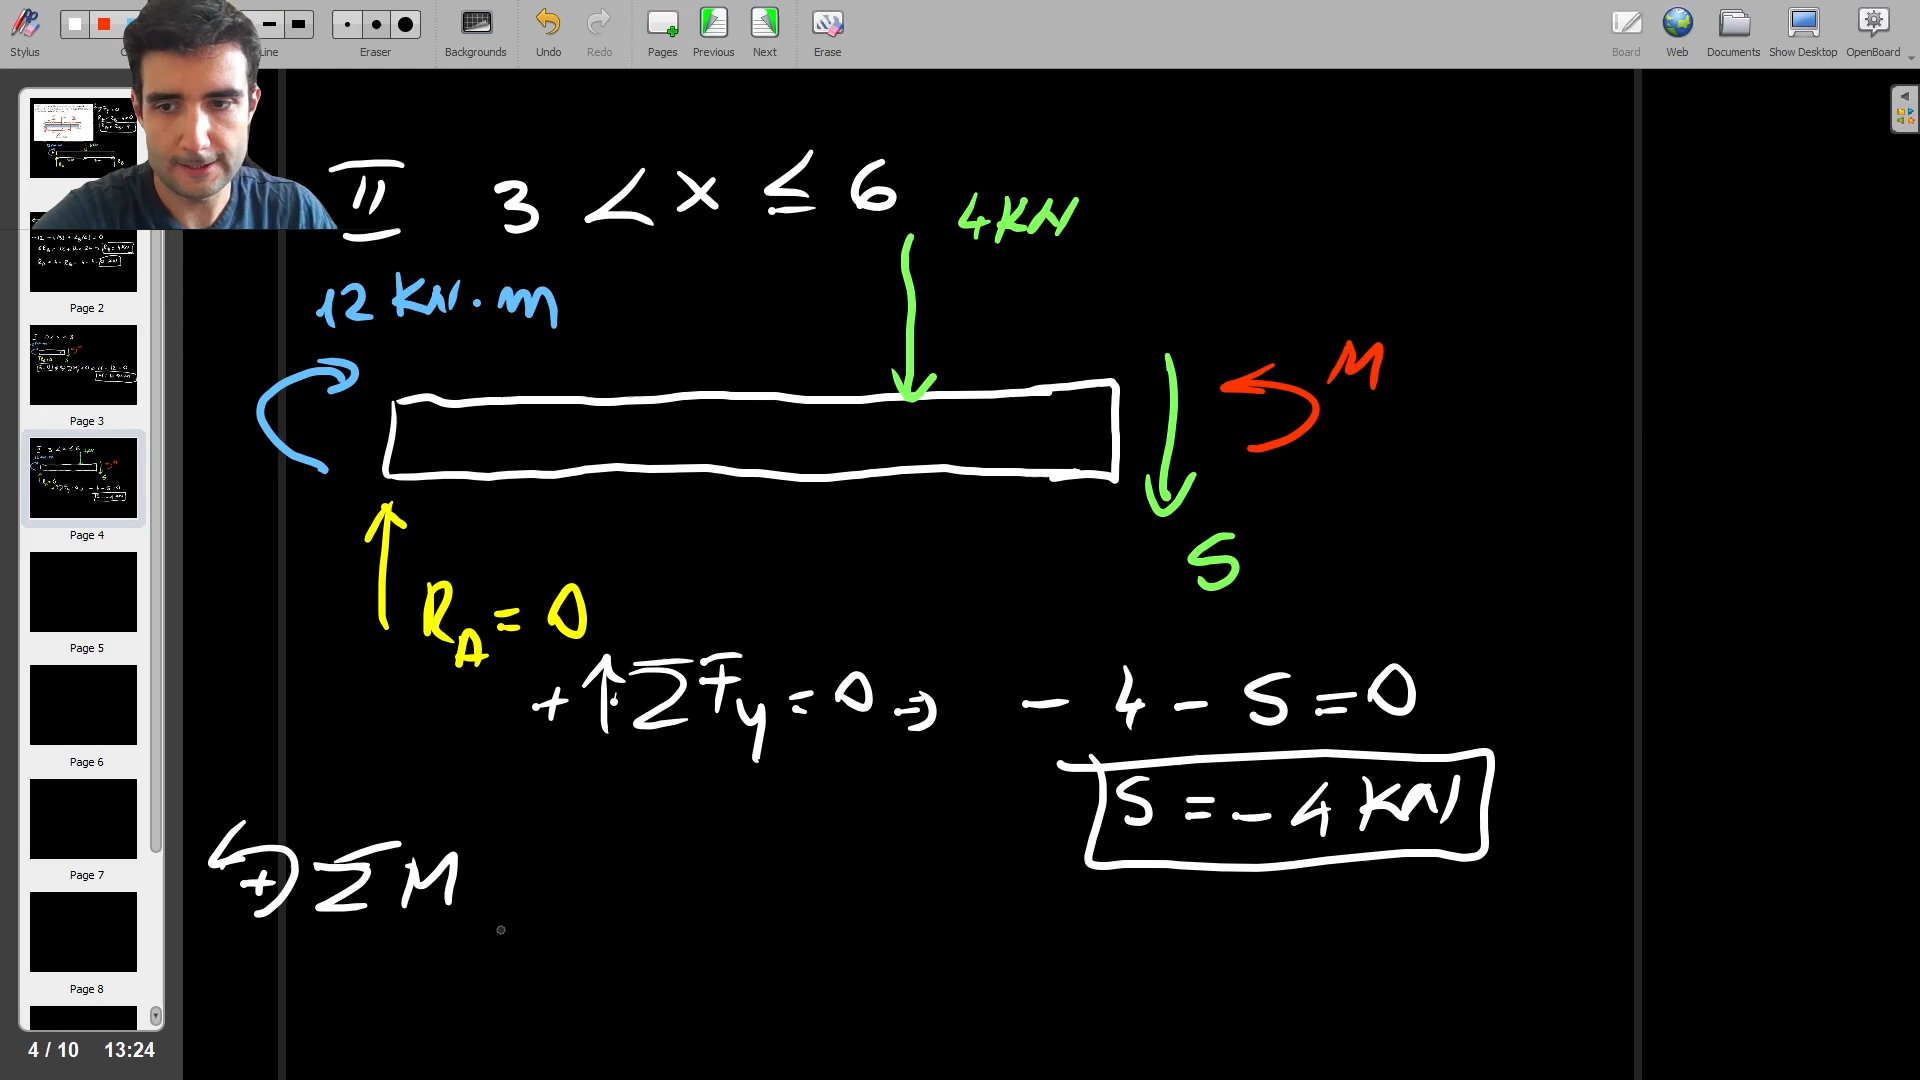 Stylus
Line
Eraser
Backgrounds
Undo
Redo
Pages
Previous
Next
Erase
Board
Web
Documents
Show Desktop
OpenBoard
II 3 < x ≤ 6
4KN
12 KN·m
M
S
R_A = 0
+↑ΣFy = 0 ⇒ - 4 - S = 0
S = - 4 KN
+ ΣM
Page 2
Page 3
Page 4
Page 5
Page 6
Page 7
Page 8
4 / 10 13:24